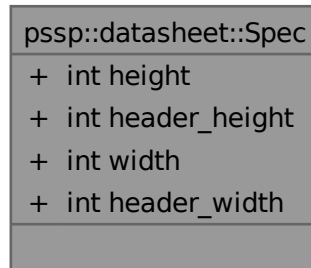 pssp::datasheet::Spec
+ int height
+ int header_height
+ int width
+ int header_width